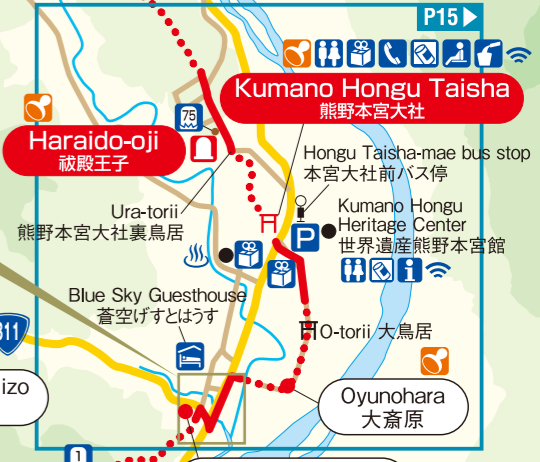 P15
Kumano Hongu Taisha
熊野本宮大社
Haraido-oji
祓殿王子
75
Hongu Taisha-mae bus stop
本宮大社前バス停
Ura-torii
熊野本宮大社裏鳥居
Kumano Hongu
Heritage Center
世界遺産熊野本宮館
P
i
Blue Sky Guesthouse
蒼空げすとはうす
311
O-torii 大鳥居
izo
Oyunohara
大斎原
1